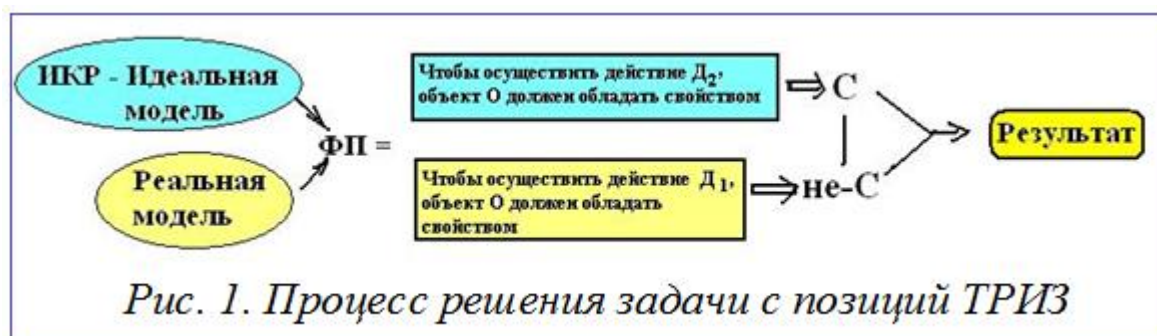 ИКР - Идеальная
модель
Реальная
модель
ФП =
Чтобы осуществить действие Д2,
объект О должен обладать свойством
Чтобы осуществить действие Д1,
объект О должен обладать
свойством
С
не-С
Результат
Рис. 1. Процесс решения задачи с позиций ТРИЗ